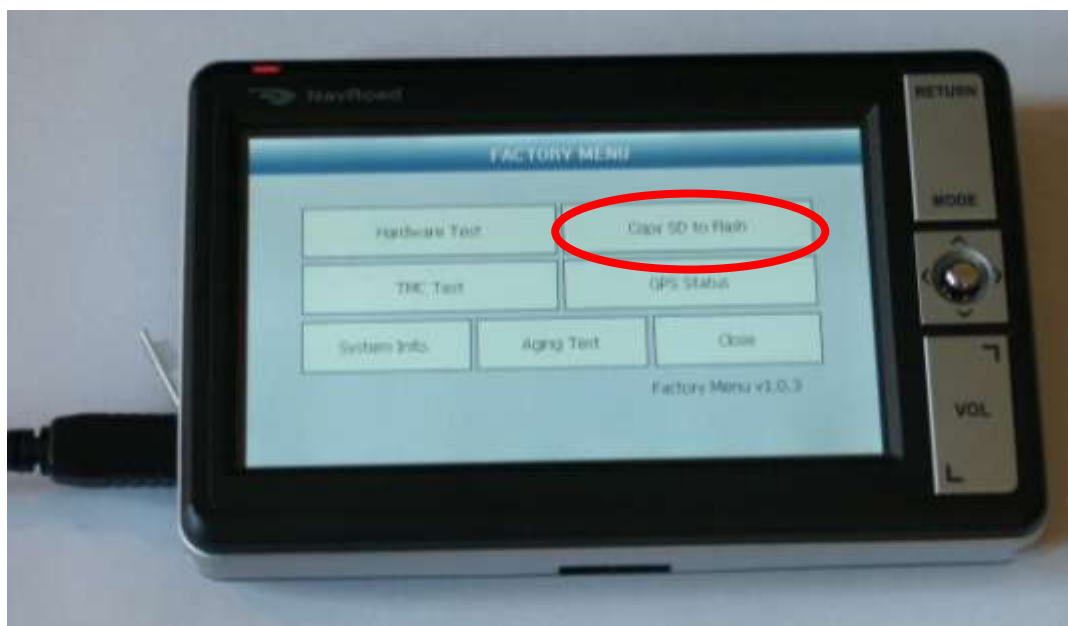 NavRoad
RETURN
FACTORY MENU
MODE
Hardware Test
Copy SD to Flash
TMC Test
GPS Status
System Info.
Aging Test
Close
Factory Menu v1.0.3
VOL